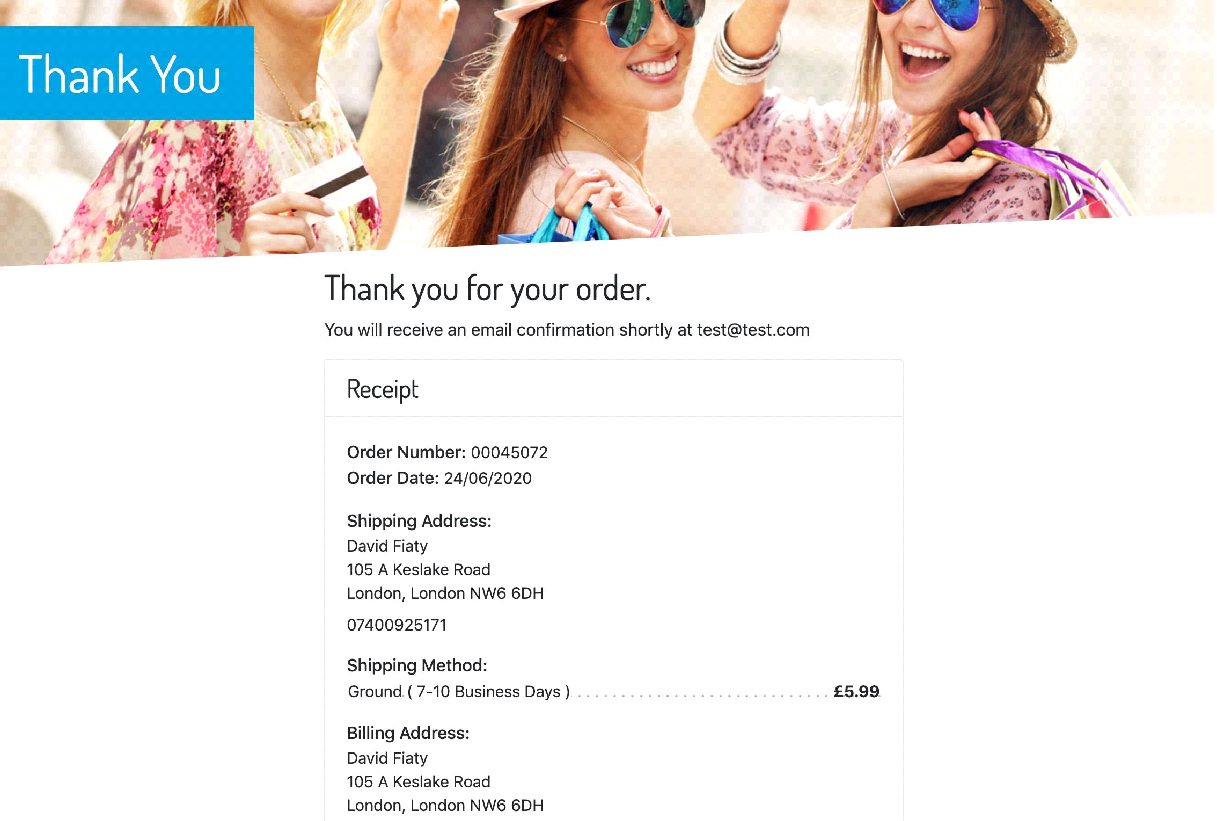 Thank You
Thank you for your order.
You will receive an email confirmation shortly at test@test.com
Receipt
Order Number: 00045072
Order Date: 24/06/2020
Shipping Address:
David Fiaty
105 A Keslake Road
London, London NW6 6DH
07400925171
Shipping Method:
Ground ( 7-10 Business Days ) . . . . . . . . . . . . . . . . . . . . . . . . . . . . . £5.99
Billing Address:
David Fiaty
105 A Keslake Road
London, London NW6 6DH